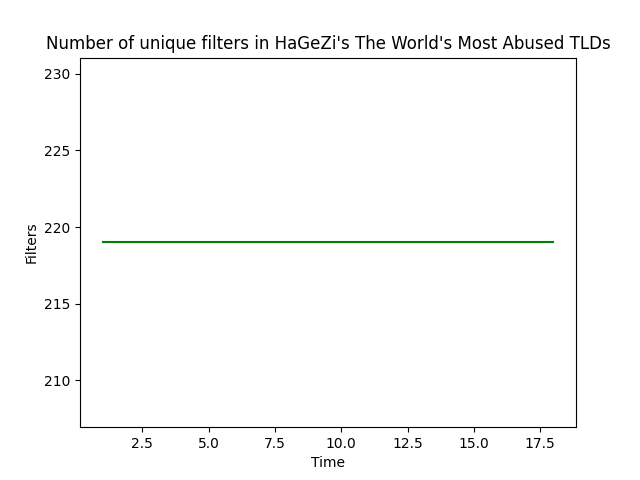 Number of unique filters in HaGeZi's The World's Most Abused TLDs
230
225
220
215
210
Filters
2.5 5.0 7.5 10.0 12.5 15.0 17.5
Time